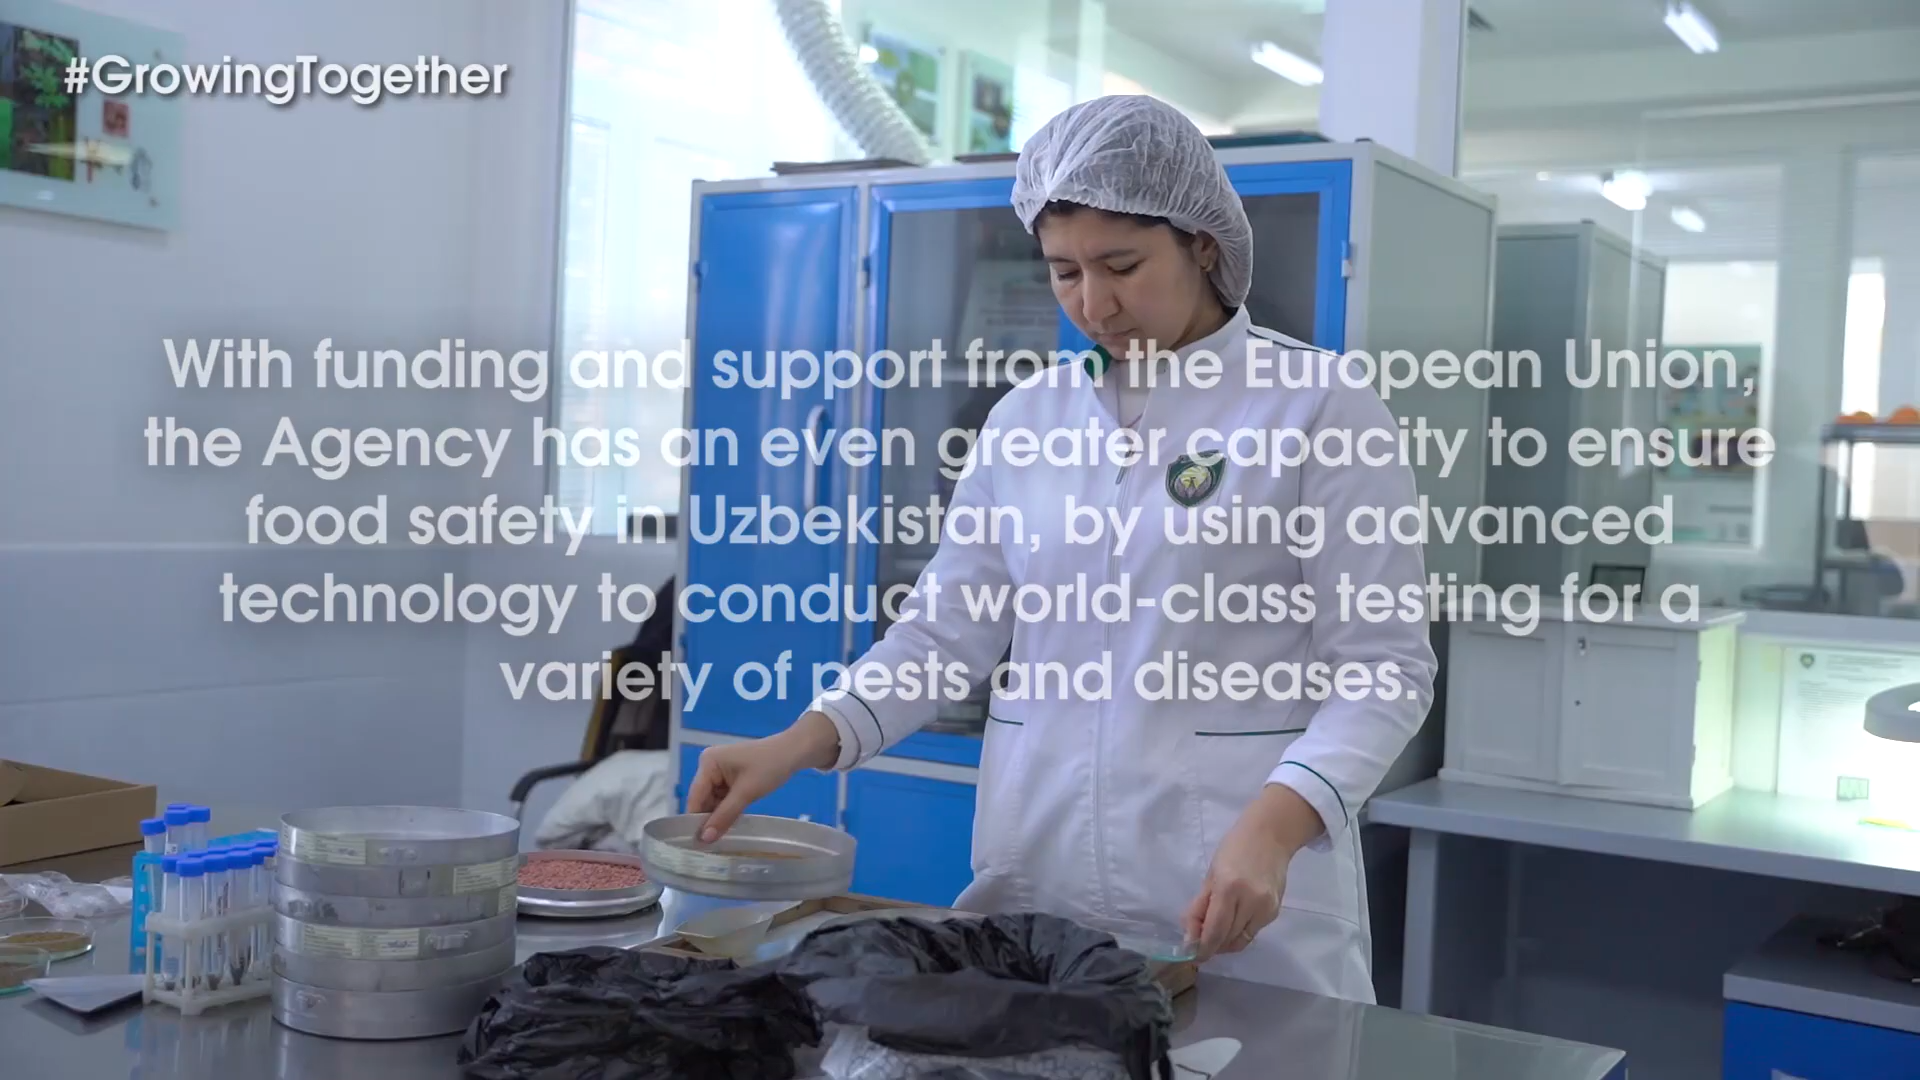 #GrowingTogether
With funding and support from the European Union,
the Agency has an even greater capacity to ensure
food safety in Uzbekistan, by using advanced
technology to conduct world-class testing for a
variety of pests and diseases.